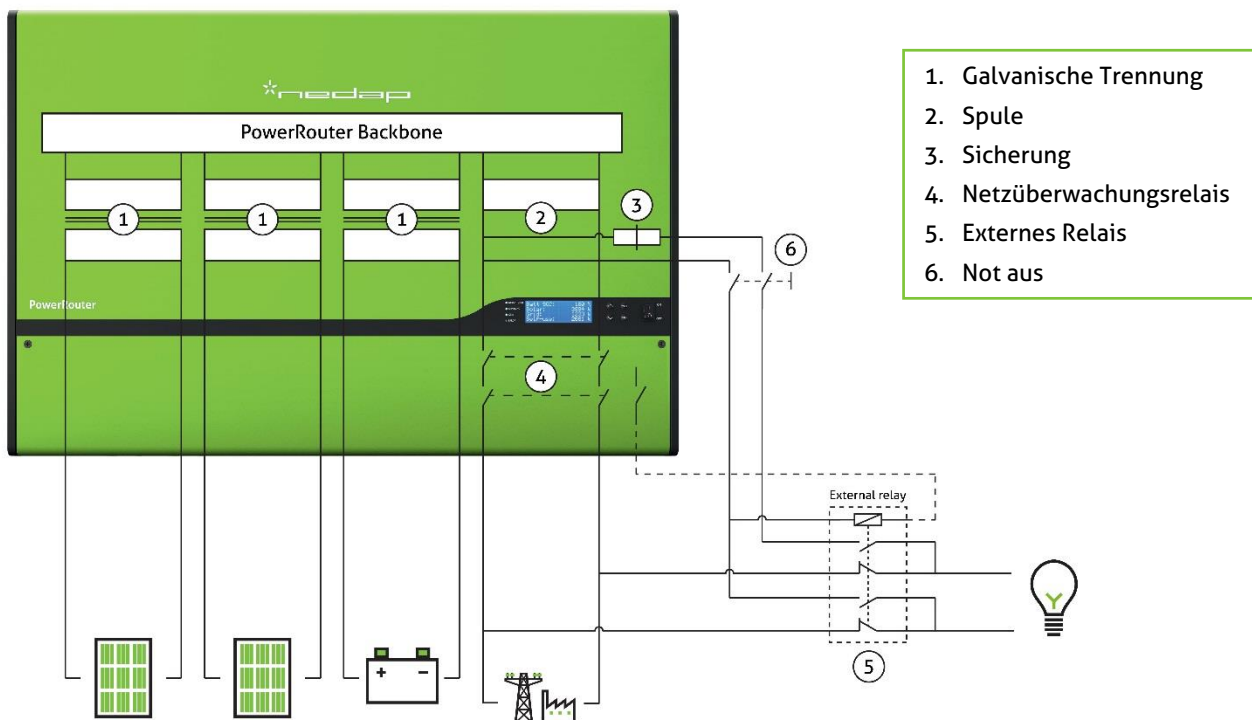 nedap
PowerRouter Backbone
1
1
1
2
3
6
PowerRouter
4
External relay
+ −
5
1. Galvanische Trennung
2. Spule
3. Sicherung
4. Netzüberwachungsrelais
5. Externes Relais
6. Not aus